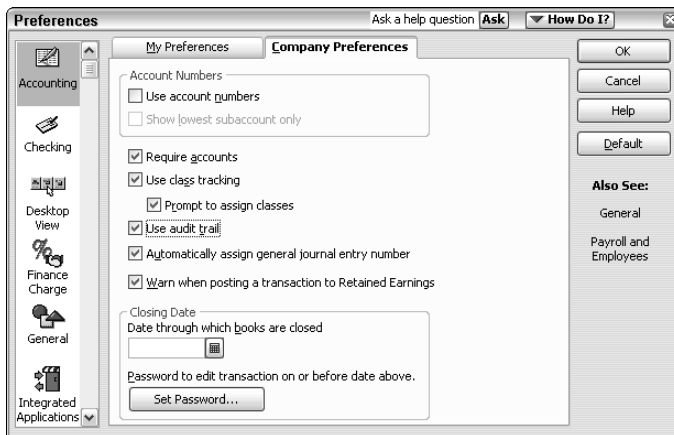 Preferences
Ask a help question Ask How Do I?
My Preferences
Company Preferences
Accounting
Checking
Desktop
View
Finance
Charge
General
Integrated
Applications
Account Numbers
Use account numbers
Show lowest subaccount only
Require accounts
Use class tracking
Prompt to assign classes
Use audit trail
Automatically assign general journal entry number
Warn when posting a transaction to Retained Earnings
Closing Date
Date through which books are closed
Password to edit transaction on or before date above.
Set Password...
OK
Cancel
Help
Default
Also See:
General
Payroll and
Employees